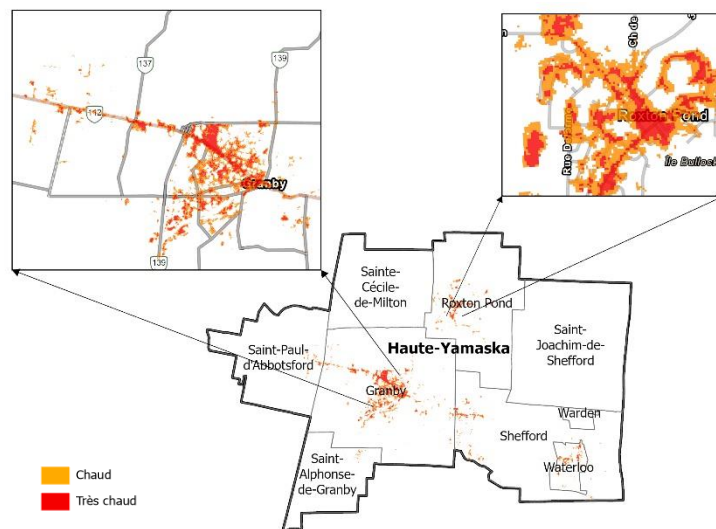 137
139
112
Granby
139
Ch de
Roxton Pond
Rue D
Île Bullock
Sainte-
Cécile-
de-Milton
Roxton Pond
Saint-Paul-
d'Abbotsford
Haute-Yamaska
Saint-
Joachim-de-
Shefford
Granby
Warden
Shefford
Saint-
Alphonse-
de-Granby
Waterloo
Chaud
Très chaud